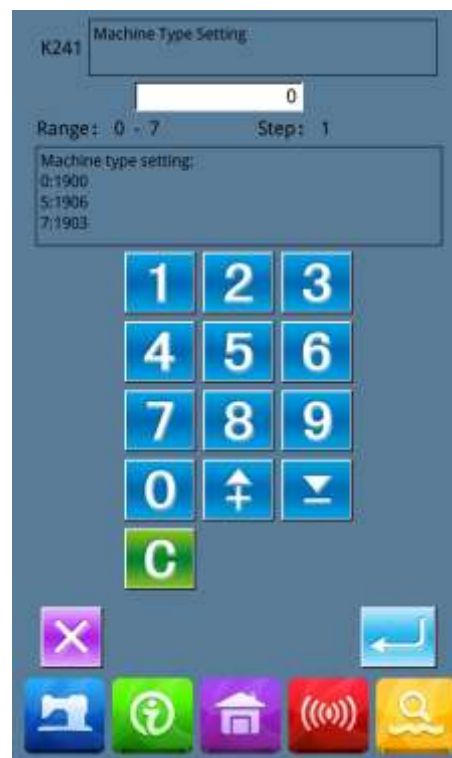 K241 Machine Type Setting
0
Range: 0 - 7 Step: 1
Machine type setting:
0:1900
5:1906
7:1903
1 2 3
4 5 6
7 8 9
0
C